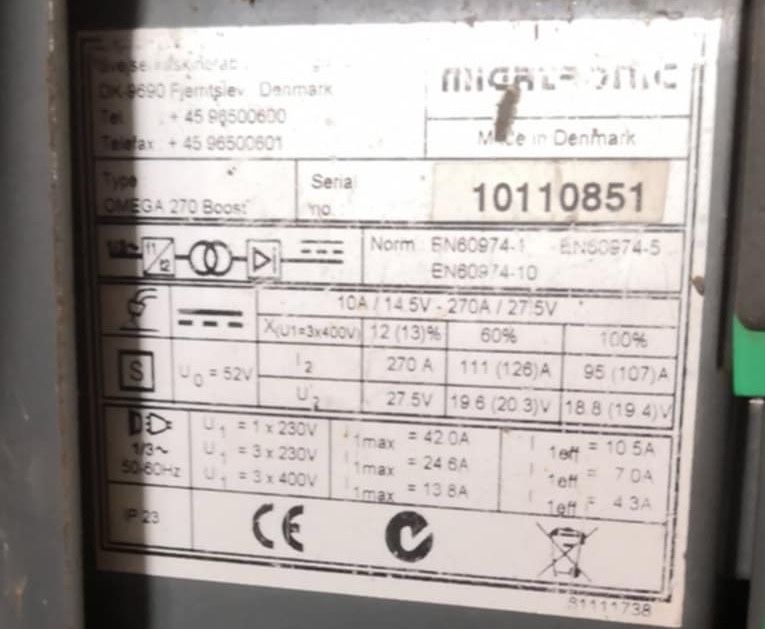 DK-9690 Fjerritslev Denmark
Tel. : + 45 96500600
Telefax : + 45 96500601
MIGATRONIC
Made in Denmark
Type
OMEGA 270 Boost
Serial
no.
10110851
f1
f2
Norm. EN60974-1 EN60974-5
EN60974-10
10A / 14.5V - 270A / 27.5V
X(U1=3x400V) 12 (13)% 60% 100%
I2 270 A 111 (126)A 95 (107)A
S U0 = 52V
U2 27.5V 19.6 (20.3)V 18.8 (19.4)V
1/3~
50-60Hz
U1 = 1 x 230V I1max = 42.0A I1eff = 10.5A
U1 = 3 x 230V I1max = 24.6A I1eff = 7.0A
U1 = 3 x 400V I1max = 13.8A I1eff = 4.3A
IP 23
CE
81111738